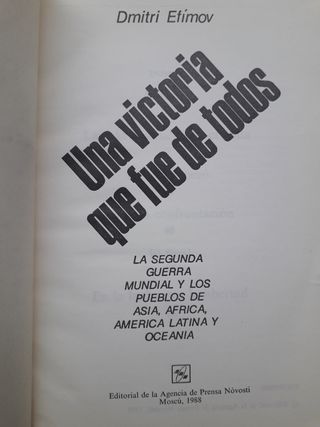 Dmitri Efímov
Una victoria
que fue de todos
LA SEGUNDA
GUERRA
MUNDIAL Y LOS
PUEBLOS DE
ASIA, AFRICA,
AMERICA LATINA Y
OCEANIA
Editorial de la Agencia de Prensa Nóvosti
Moscú, 1988